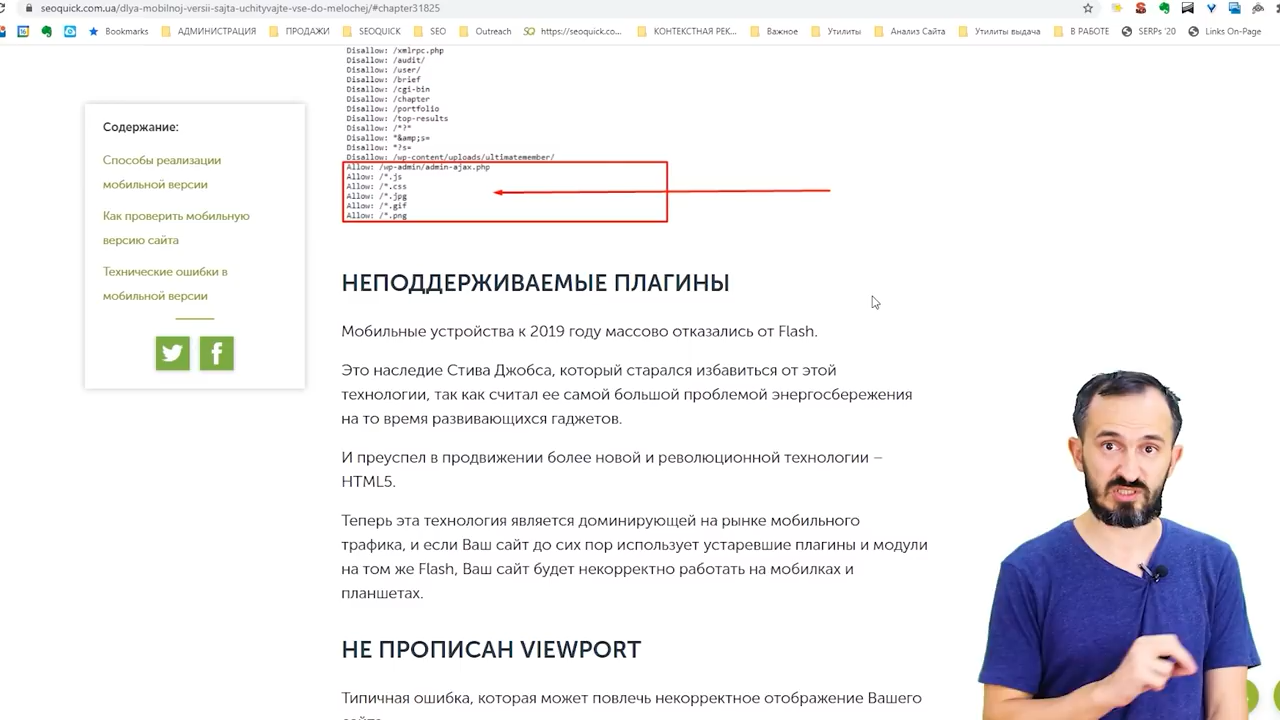 seoquick.com.ua/dlya-mobilnoj-versii-sajta-uchityvajte-vse-do-melochej/#chapter31825
Bookmarks
АДМИНИСТРАЦИЯ
ПРОДАЖИ
SEOQUICK
SEO
Outreach
https://seoquick.co...
КОНТЕКСТНАЯ РЕК...
Важное
Утилиты
Анализ Сайта
Утилиты выдача
В РАБОТЕ
SERPs '20
Links On-Page
Disallow: /xmlrpc.php
Disallow: /audit/
Disallow: /user/
Disallow: /brief
Disallow: /cgi-bin
Disallow: /chapter
Disallow: /portfolio
Disallow: /top-results
Disallow: /*?*
Disallow: *&amp;s=
Disallow: *?s=
Disallow: /wp-content/uploads/ultimatemember/
Allow: /wp-admin/admin-ajax.php
Allow: /*.js
Allow: /*.css
Allow: /*.jpg
Allow: /*.gif
Allow: /*.png
Содержание:
Способы реализации
мобильной версии
Как проверить мобильную
версию сайта
Технические ошибки в
мобильной версии
НЕПОДДЕРЖИВАЕМЫЕ ПЛАГИНЫ
Мобильные устройства к 2019 году массово отказались от Flash.
Это наследие Стива Джобса, который старался избавиться от этой
технологии, так как считал ее самой большой проблемой энергосбережения
на то время развивающихся гаджетов.
И преуспел в продвижении более новой и революционной технологии –
HTML5.
Теперь эта технология является доминирующей на рынке мобильного
трафика, и если Ваш сайт до сих пор использует устаревшие плагины и модули
на том же Flash, Ваш сайт будет некорректно работать на мобилках и
планшетах.
НЕ ПРОПИСАН VIEWPORT
Типичная ошибка, которая может повлечь некорректное отображение Вашего
сайта.